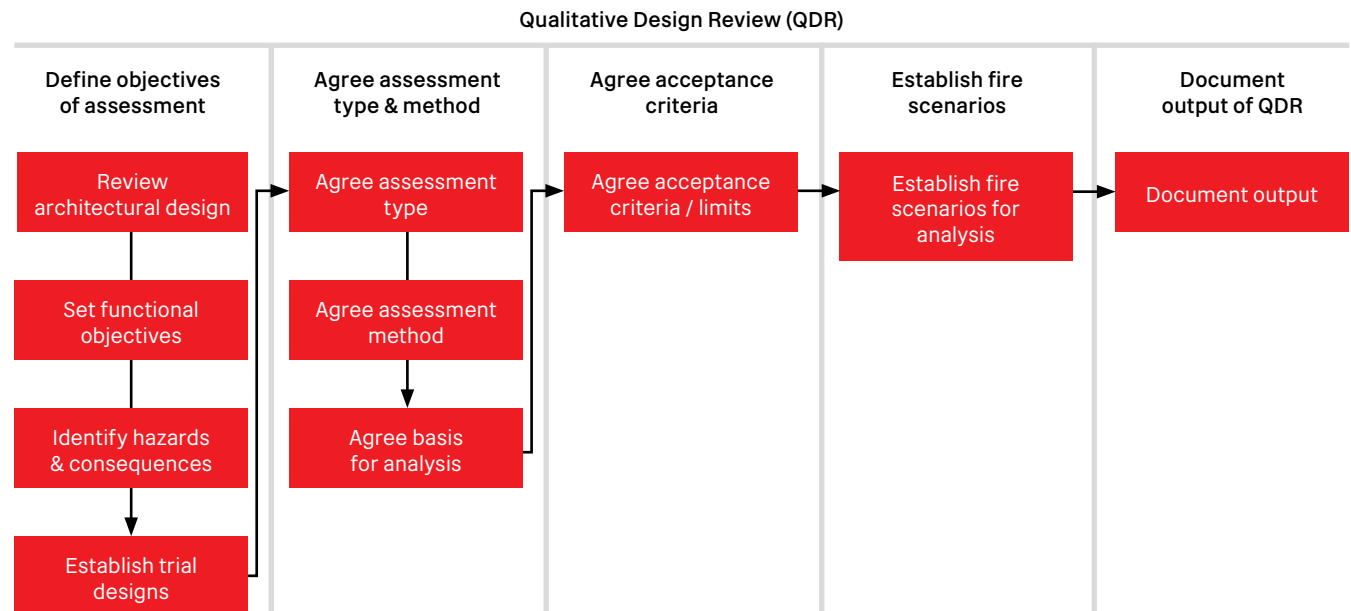 Qualitative Design Review (QDR)
Define objectives
of assessment
Agree assessment
type & method
Agree acceptance
criteria
Establish fire
scenarios
Document
output of QDR
Review
architectural design
Set functional
objectives
Identify hazards
& consequences
Establish trial
designs
Agree assessment
type
Agree assessment
method
Agree basis
for analysis
Agree acceptance
criteria / limits
Establish fire
scenarios for
analysis
Document output